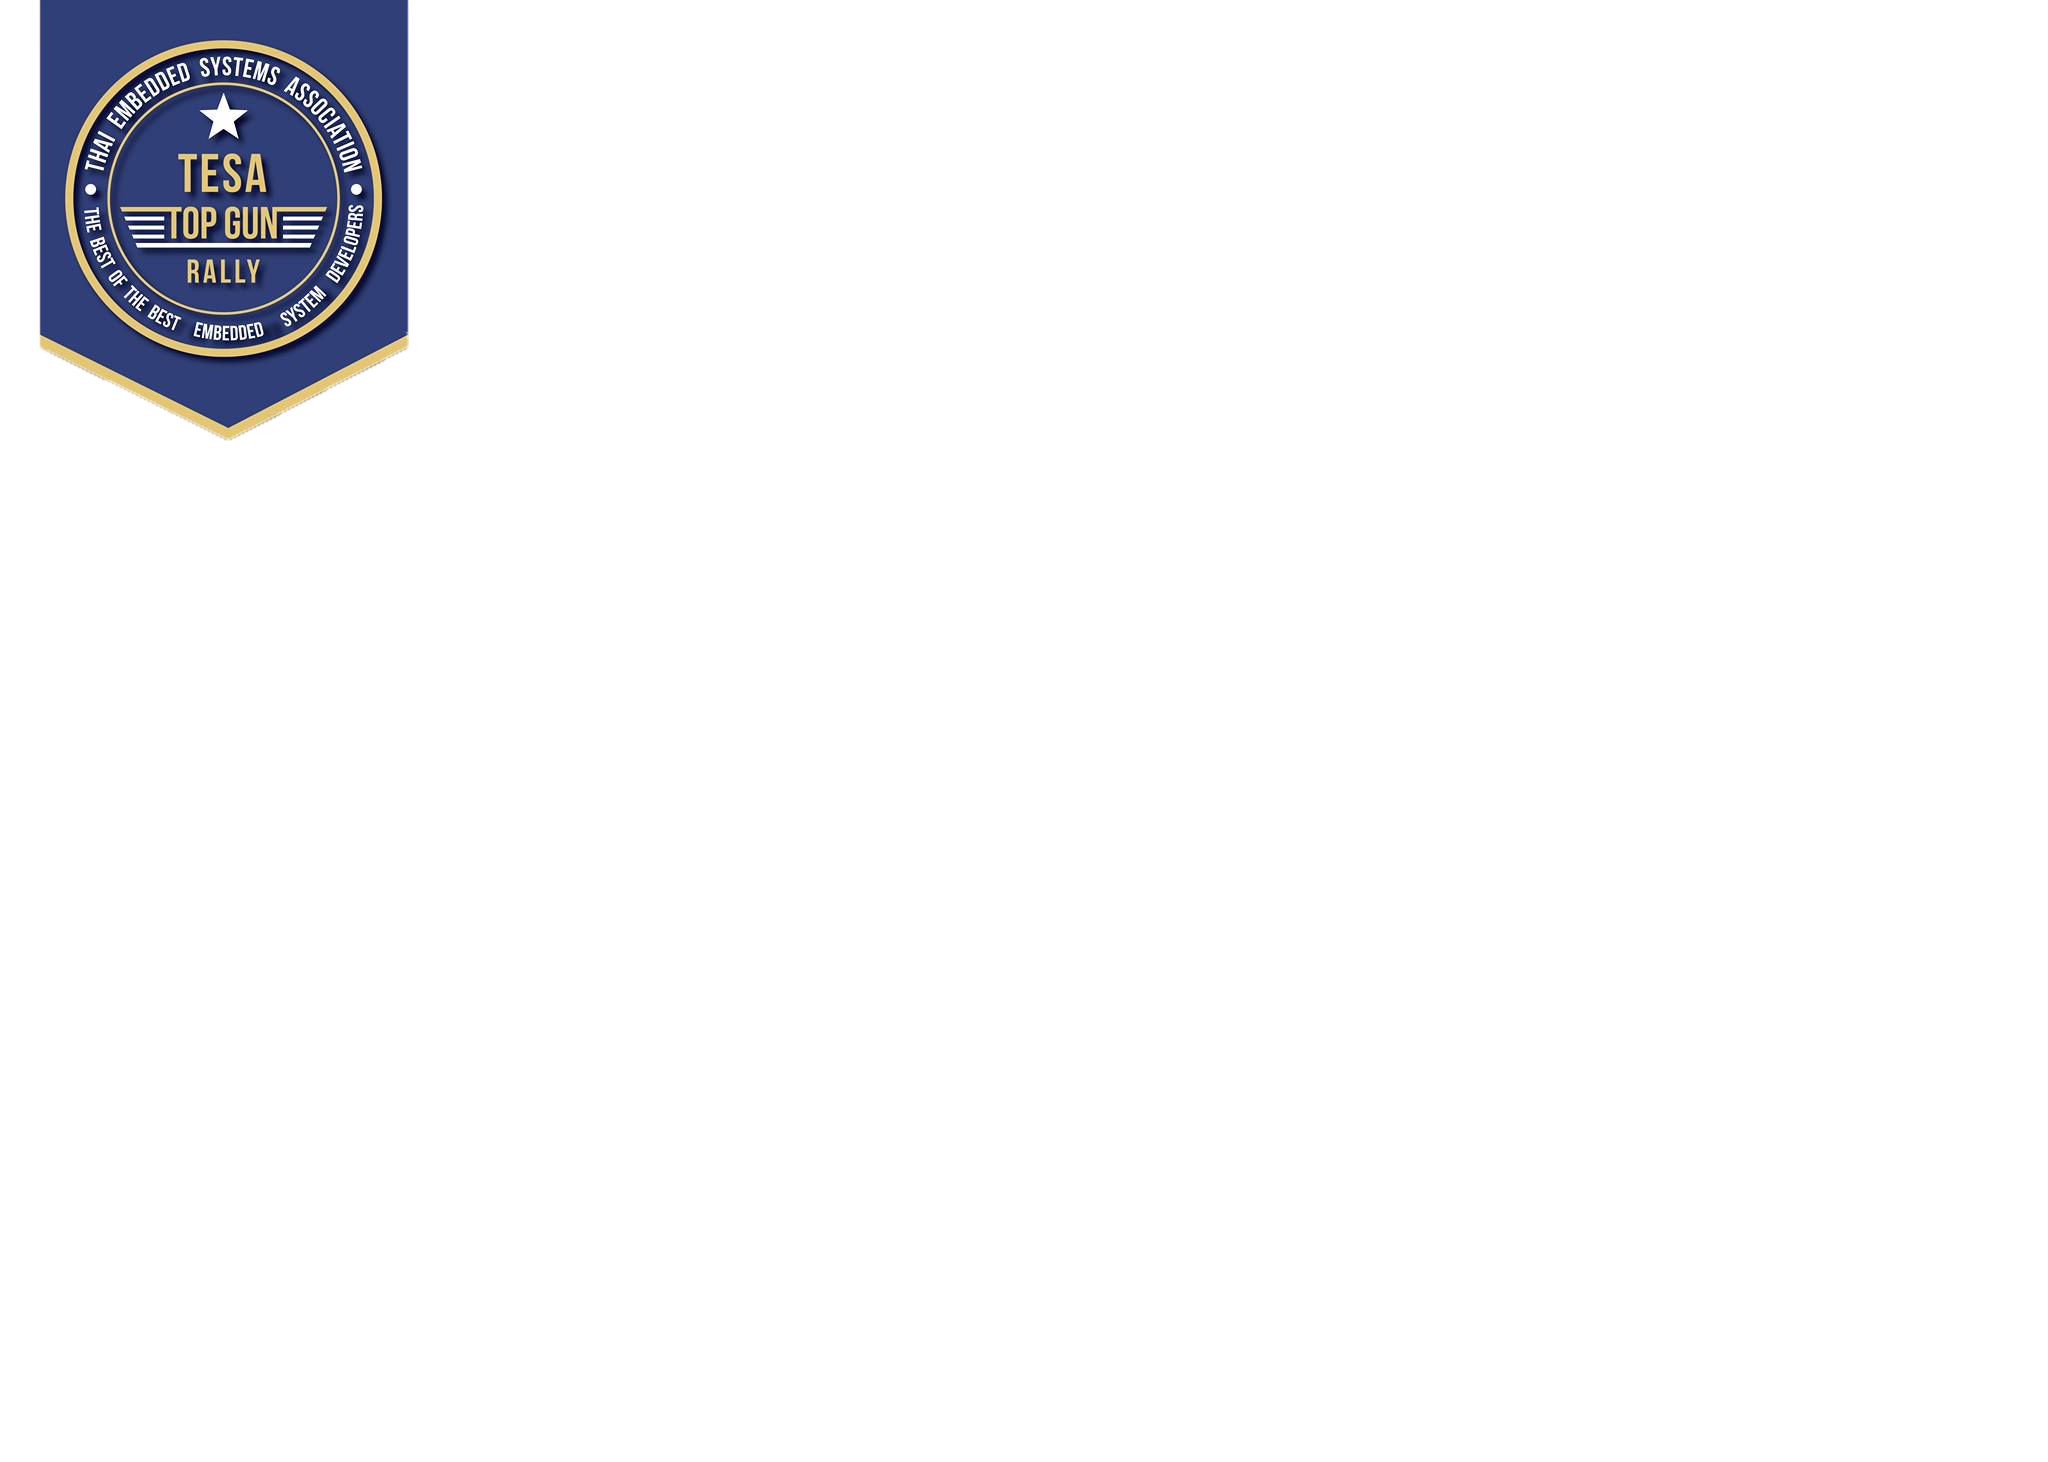 THAI EMBEDDED SYSTEMS ASSOCIATION
TESA
TOP GUN
RALLY
THE BEST OF THE BEST EMBEDDED SYSTEM DEVELOPERS